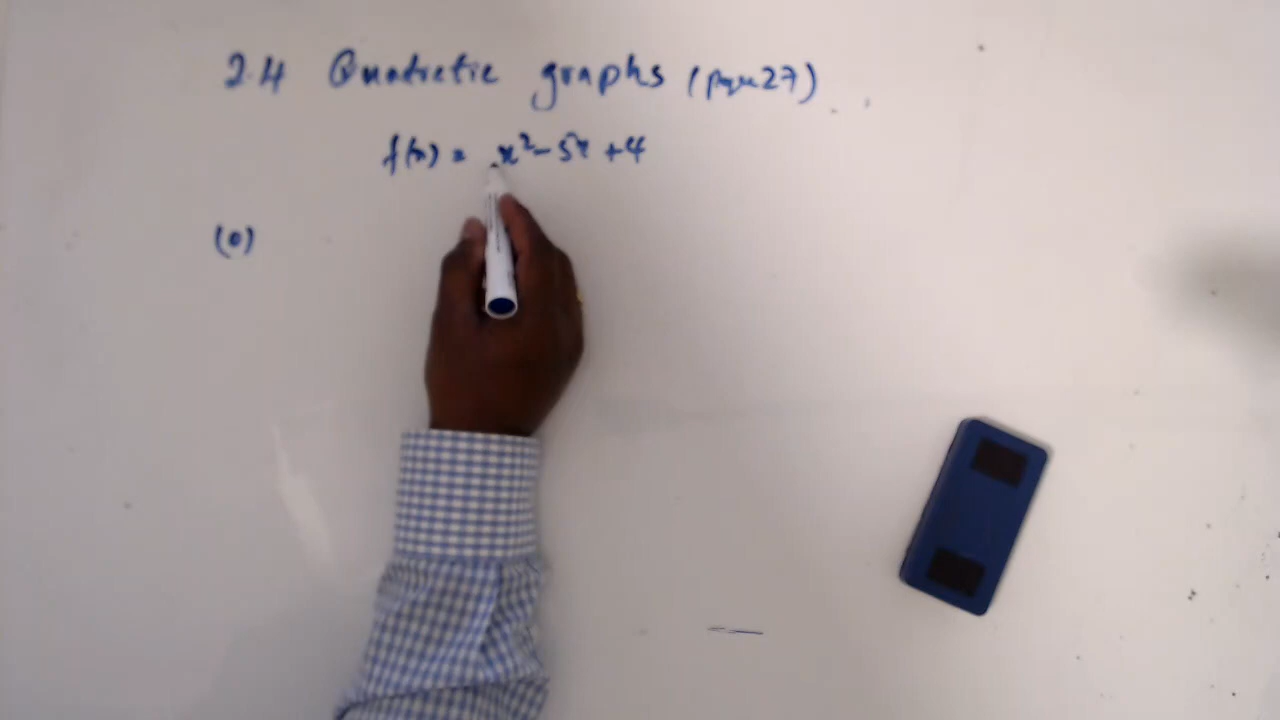 2.4 Quadratic graphs (page 27)
f(x) = x² - 5x + 4
(a)